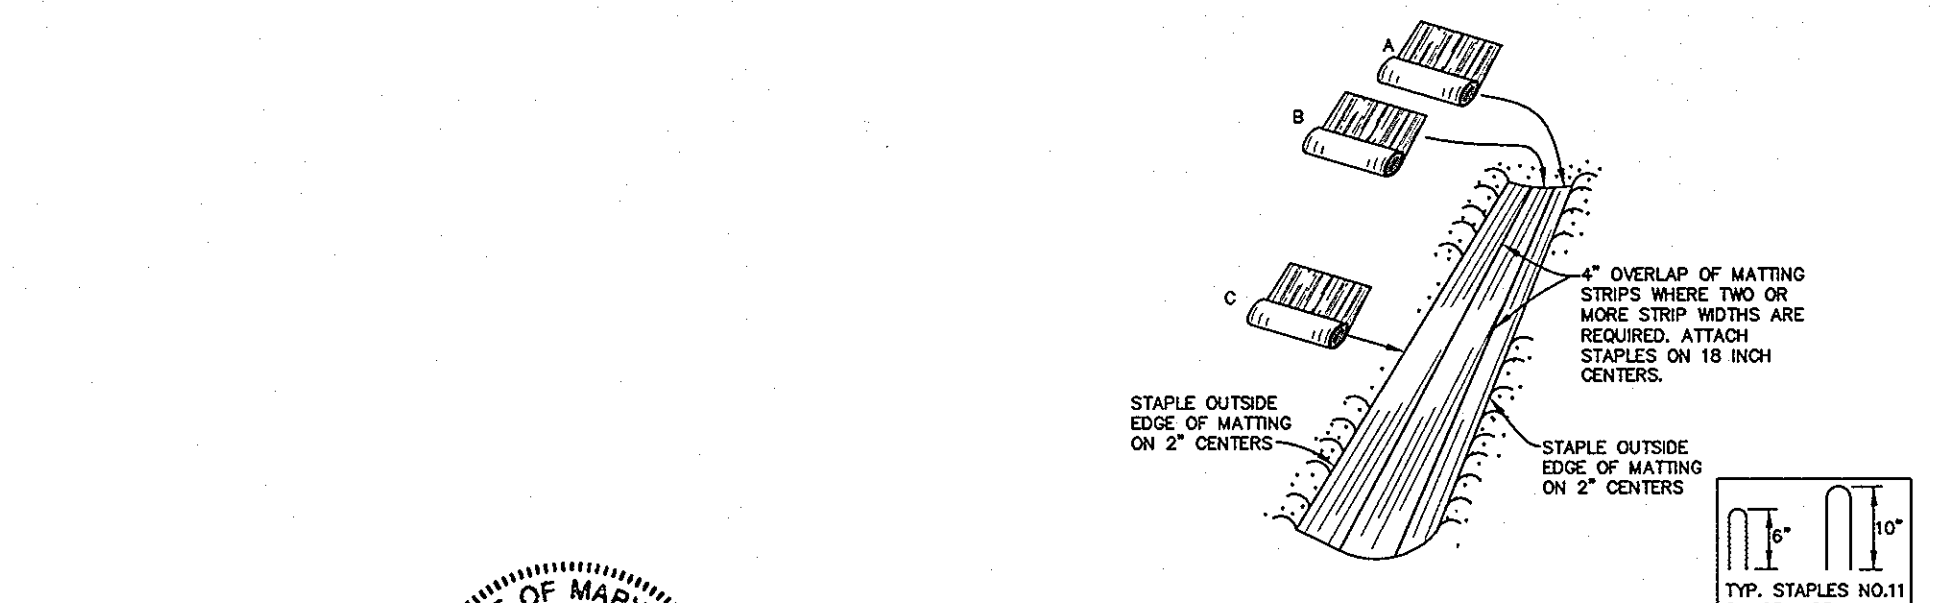 A
B
C
4" OVERLAP OF MATTING
STRIPS WHERE TWO OR
MORE STRIP WIDTHS ARE
REQUIRED. ATTACH
STAPLES ON 18 INCH
CENTERS.
STAPLE OUTSIDE
EDGE OF MATTING
ON 2" CENTERS
STAPLE OUTSIDE
EDGE OF MATTING
ON 2" CENTERS
6"
10"
TYP. STAPLES NO.11
OF